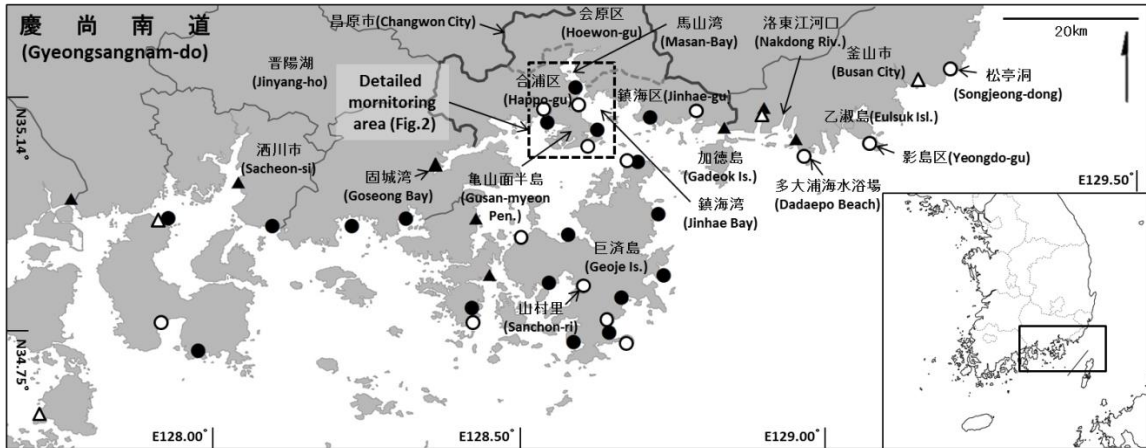 慶 尚 南 道
(Gyeongsangnam-do)
昌原市(Changwon City)
会原区
(Hoewon-gu)
馬山湾
(Masan-Bay)
洛東江河口
(Nakdong Riv.)
釜山市
(Busan City)
20km
松亭洞
(Songjeong-dong)
晋陽湖
(Jinyang-ho)
Detailed
mornitoring
area (Fig.2)
合浦区
(Happo-gu)
鎮海区(Jinhae-gu)
乙淑島(Eulsuk Isl.)
影島区(Yeongdo-gu)
N35.14°
泗川市
(Sacheon-si)
固城湾
(Goseong Bay)
亀山面半島
(Gusan-myeon
Pen.)
加徳島
(Gadeok Is.)
鎮海湾
(Jinhae Bay)
多大浦海水浴場
(Dadaepo Beach)
E129.50°
巨済島
(Geoje Is.)
山村里
(Sanchon-ri)
N34.75°
E128.00°
E128.50°
E129.00°